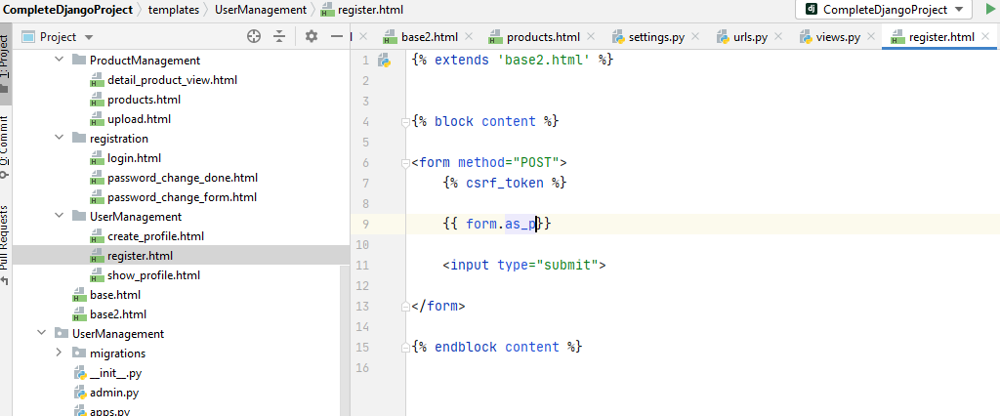 CompleteDjangoProject templates UserManagement register.html CompleteDjangoProject
Project base2.html products.html settings.py urls.py views.py register.html
1: Project
0: Commit
Pull Requests
ProductManagement
detail_product_view.html
products.html
upload.html
registration
login.html
password_change_done.html
password_change_form.html
UserManagement
create_profile.html
register.html
show_profile.html
base.html
base2.html
UserManagement
migrations
__init__.py
admin.py
apps.py
1 {% extends 'base2.html' %}
2
3
4 {% block content %}
5
6 <form method="POST">
7 {% csrf_token %}
8
9 {{ form.as_p}}
10
11 <input type="submit">
12
13 </form>
14
15 {% endblock content %}
16